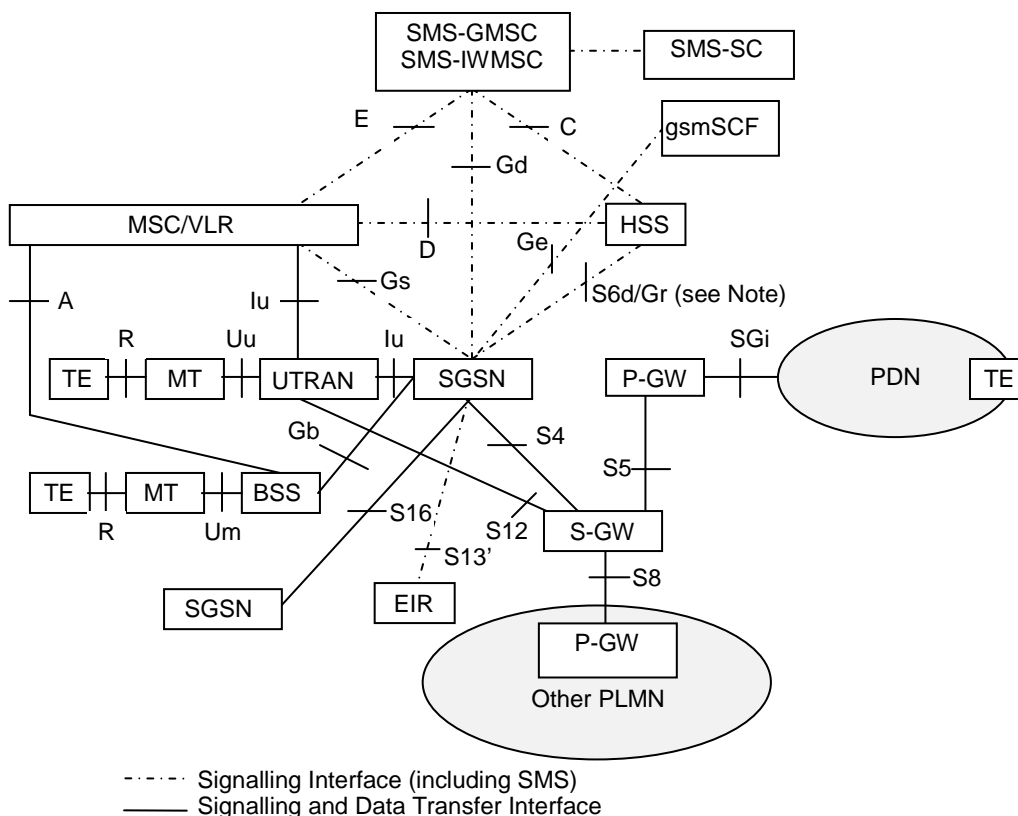 SMS-GMSC
SMS-IWMSC
SMS-SC
gsmSCF
E
C
Gd
MSC/VLR
HSS
D
Ge
Gs
S6d/Gr (see Note)
A
Iu
SGi
R
Uu
Iu
TE
MT
UTRAN
SGSN
P-GW
PDN
TE
Gb
S4
S5
TE
MT
BSS
R
Um
S16
S12
S-GW
S13’
S8
SGSN
EIR
P-GW
Other PLMN
Signalling Interface (including SMS)
Signalling and Data Transfer Interface